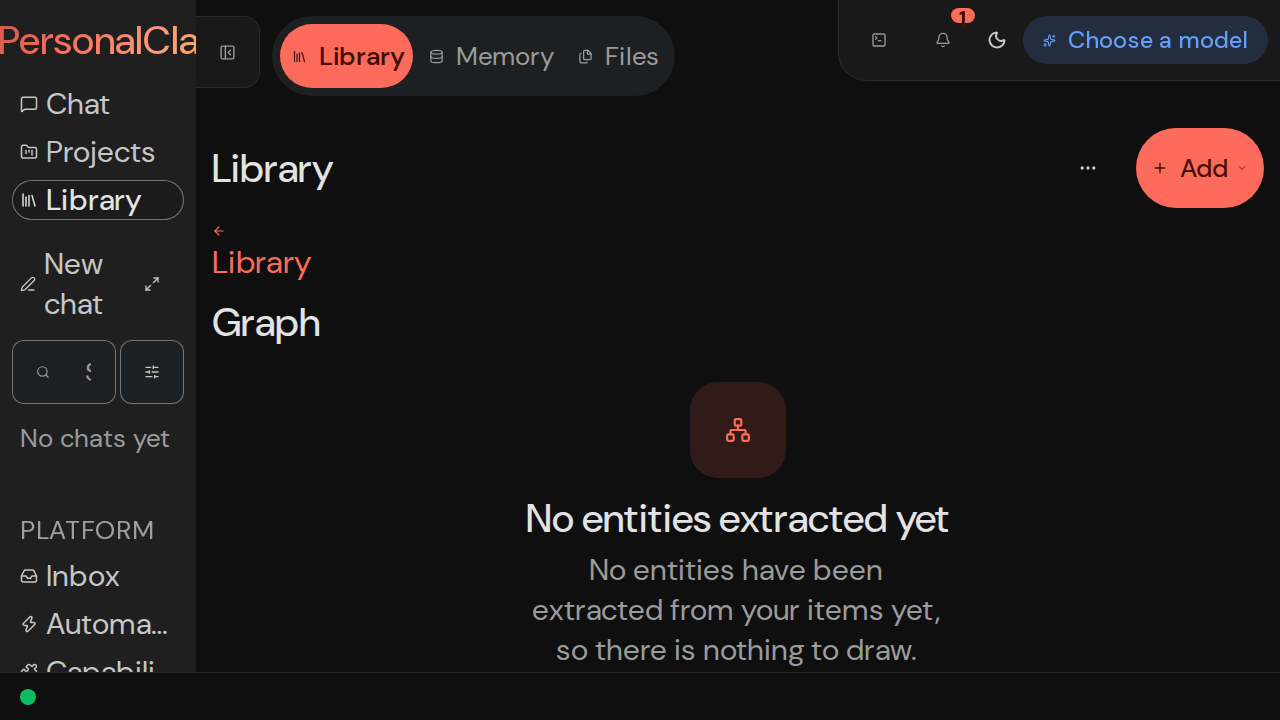 PersonalCla
Library
Memory
Files
1
Choose a model
Chat
Projects
Library
New
chat
No chats yet
PLATFORM
Inbox
Automa...
Capabili
Library
Add
Library
Graph
No entities extracted yet
No entities have been
extracted from your items yet,
so there is nothing to draw.